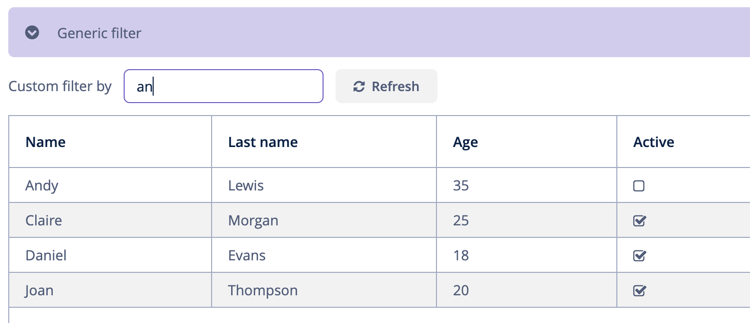 Generic filter
Custom filter by an Refresh
Name Last name Age Active
Andy Lewis 35
Claire Morgan 25
Daniel Evans 18
Joan Thompson 20